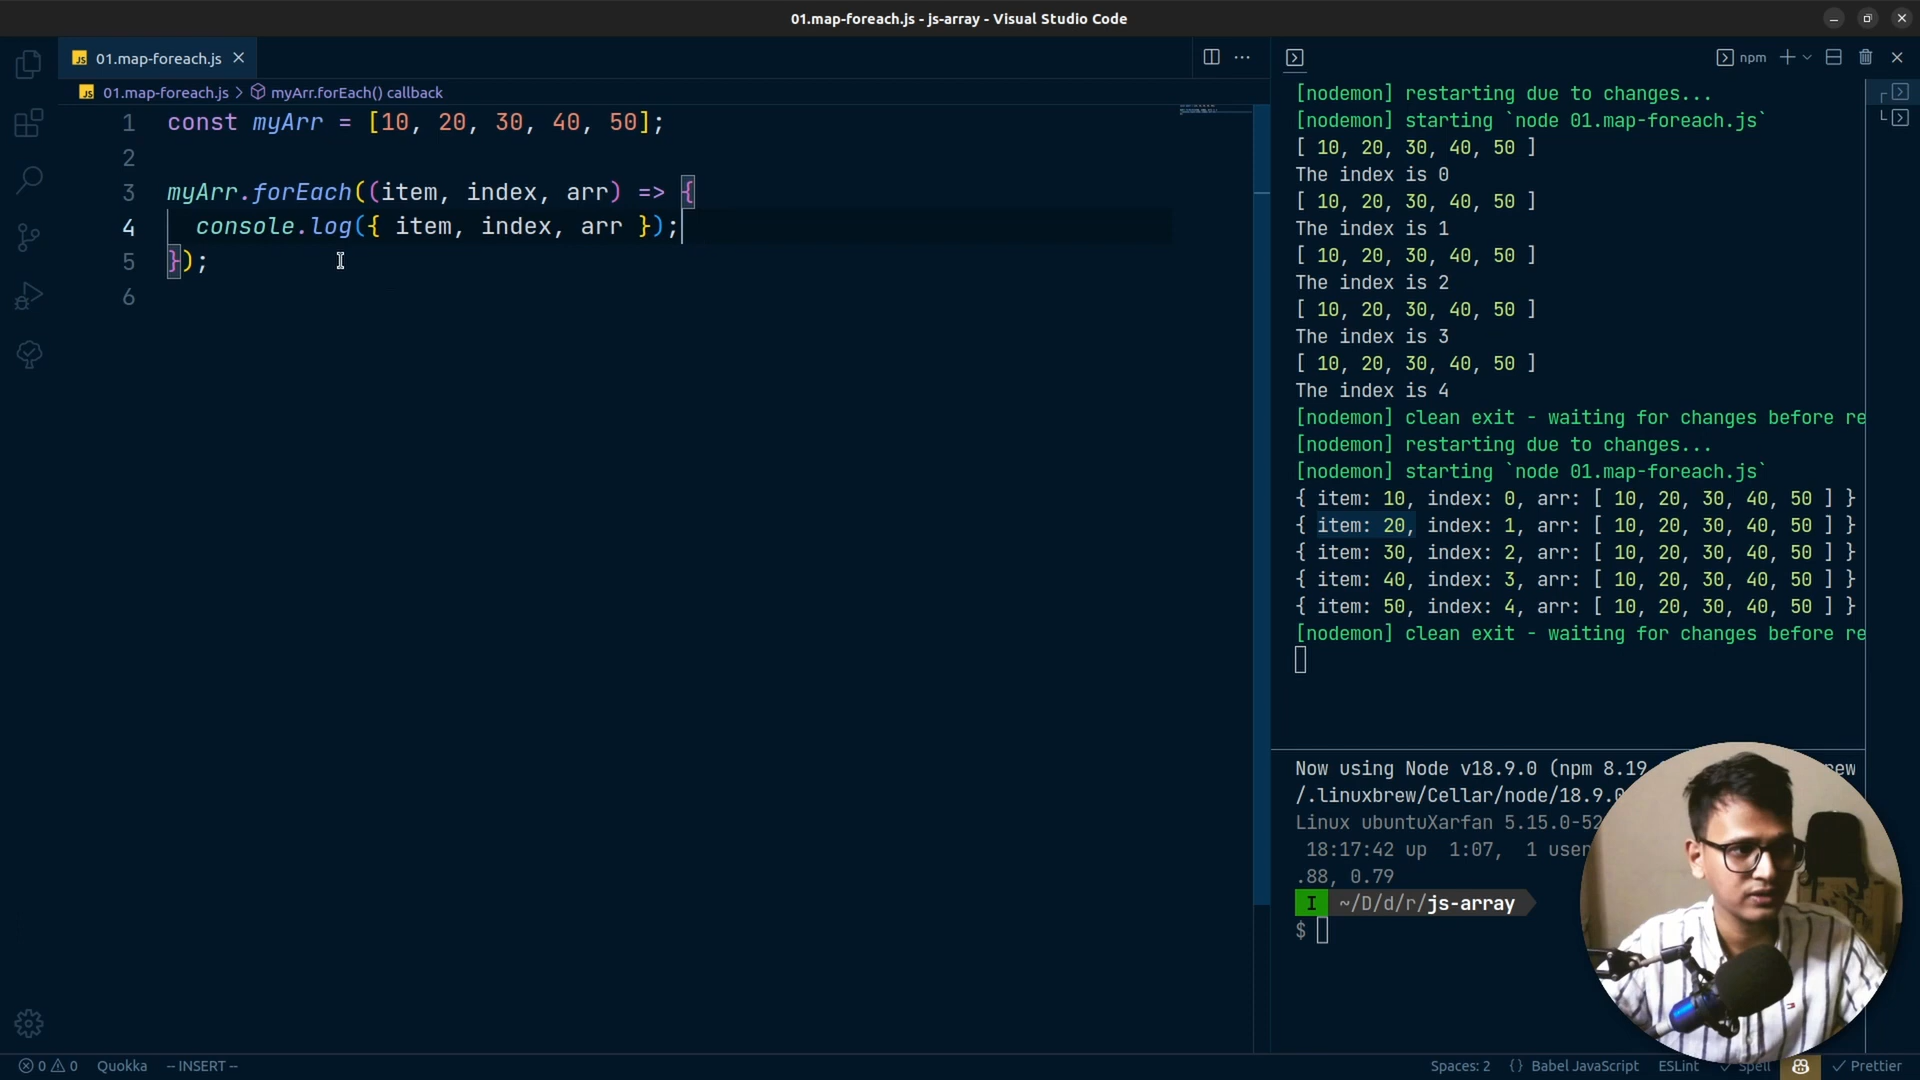 01.map-foreach.js - js-array - Visual Studio Code
JS 01.map-foreach.js
JS 01.map-foreach.js > myArr.forEach() callback
1 const myArr = [10, 20, 30, 40, 50];
2
3 myArr.forEach((item, index, arr) => {
4 console.log({ item, index, arr });
5 });
6
npm
[nodemon] restarting due to changes...
[nodemon] starting `node 01.map-foreach.js`
[ 10, 20, 30, 40, 50 ]
The index is 0
[ 10, 20, 30, 40, 50 ]
The index is 1
[ 10, 20, 30, 40, 50 ]
The index is 2
[ 10, 20, 30, 40, 50 ]
The index is 3
[ 10, 20, 30, 40, 50 ]
The index is 4
[nodemon] clean exit - waiting for changes before re
[nodemon] restarting due to changes...
[nodemon] starting `node 01.map-foreach.js`
{ item: 10, index: 0, arr: [ 10, 20, 30, 40, 50 ] }
{ item: 20, index: 1, arr: [ 10, 20, 30, 40, 50 ] }
{ item: 30, index: 2, arr: [ 10, 20, 30, 40, 50 ] }
{ item: 40, index: 3, arr: [ 10, 20, 30, 40, 50 ] }
{ item: 50, index: 4, arr: [ 10, 20, 30, 40, 50 ] }
[nodemon] clean exit - waiting for changes before re
Now using Node v18.9.0 (npm 8.19
/.linuxbrew/Cellar/node/18.9.0
Linux ubuntuXarfan 5.15.0-52
18:17:42 up 1:07, 1 user
.88, 0.79
I ~/D/d/r/js-array
$
0 0 Quokka -- INSERT --
Spaces: 2 {} Babel JavaScript ESLint Spell Prettier